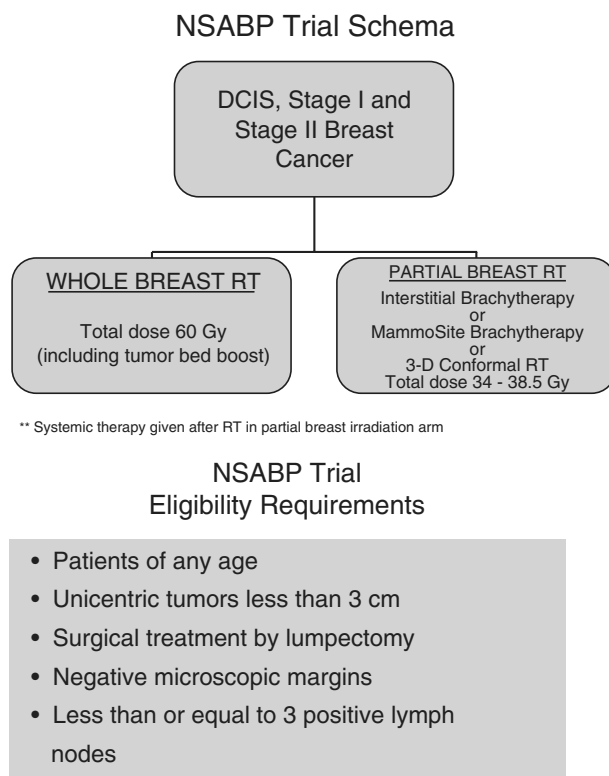 NSABP Trial Schema
DCIS, Stage I and
Stage II Breast
Cancer
WHOLE BREAST RT
Total dose 60 Gy
(including tumor bed boost)
PARTIAL BREAST RT
Interstitial Brachytherapy
or
MammoSite Brachytherapy
or
3-D Conformal RT
Total dose 34 - 38.5 Gy
** Systemic therapy given after RT in partial breast irradiation arm
NSABP Trial
Eligibility Requirements
• Patients of any age
• Unicentric tumors less than 3 cm
• Surgical treatment by lumpectomy
• Negative microscopic margins
• Less than or equal to 3 positive lymph
nodes